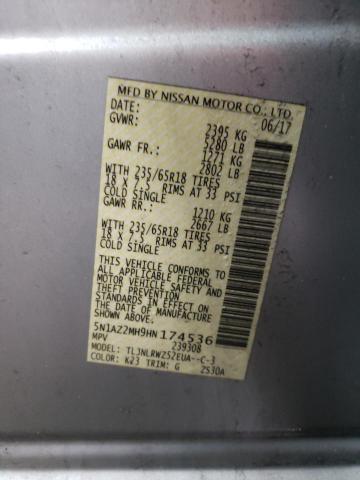 MFD BY NISSAN MOTOR CO., LTD.
DATE: 06/17
GVWR: 2395 KG
5280 LB
GAWR FR.: 1271 KG
2802 LB
WITH 235/65R18 TIRES
18 X 7.5 RIMS AT 33 PSI
COLD SINGLE
GAWR RR.: 1210 KG
2667 LB
WITH 235/65R18 TIRES
18 X 7.5 RIMS AT 33 PSI
COLD SINGLE
THIS VEHICLE CONFORMS TO
ALL APPLICABLE FEDERAL
MOTOR VEHICLE SAFETY
AND THEFT PREVENTION
STANDARDS IN EFFECT ON
THE DATE OF MANUFACTURE
SHOWN ABOVE.
5N1AZ2MH9HN174536
MPV 239308
MODEL: TLJNLRWZ52EUA--C-3
COLOR: K23 TRIM: G ZS30A